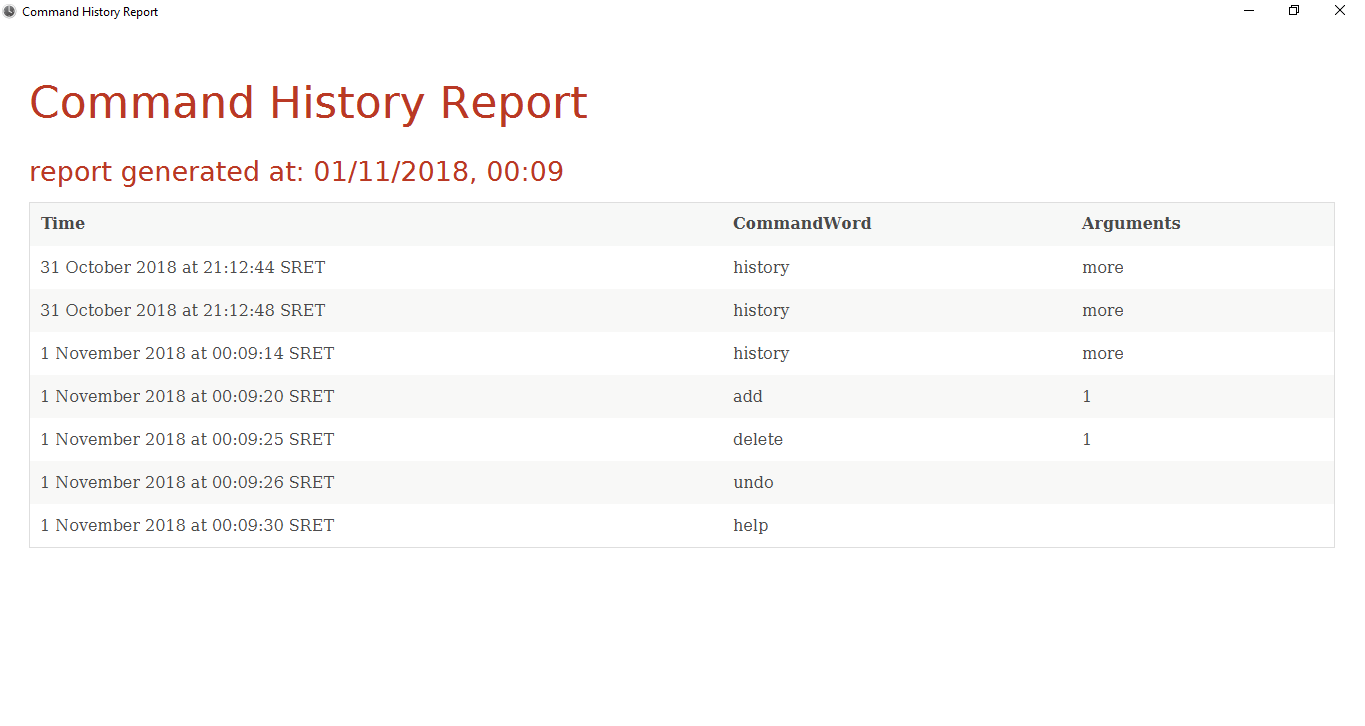 Command History Report
Command History Report
report generated at: 01/11/2018, 00:09
Time CommandWord Arguments
31 October 2018 at 21:12:44 SRET history more
31 October 2018 at 21:12:48 SRET history more
1 November 2018 at 00:09:14 SRET history more
1 November 2018 at 00:09:20 SRET add 1
1 November 2018 at 00:09:25 SRET delete 1
1 November 2018 at 00:09:26 SRET undo
1 November 2018 at 00:09:30 SRET help